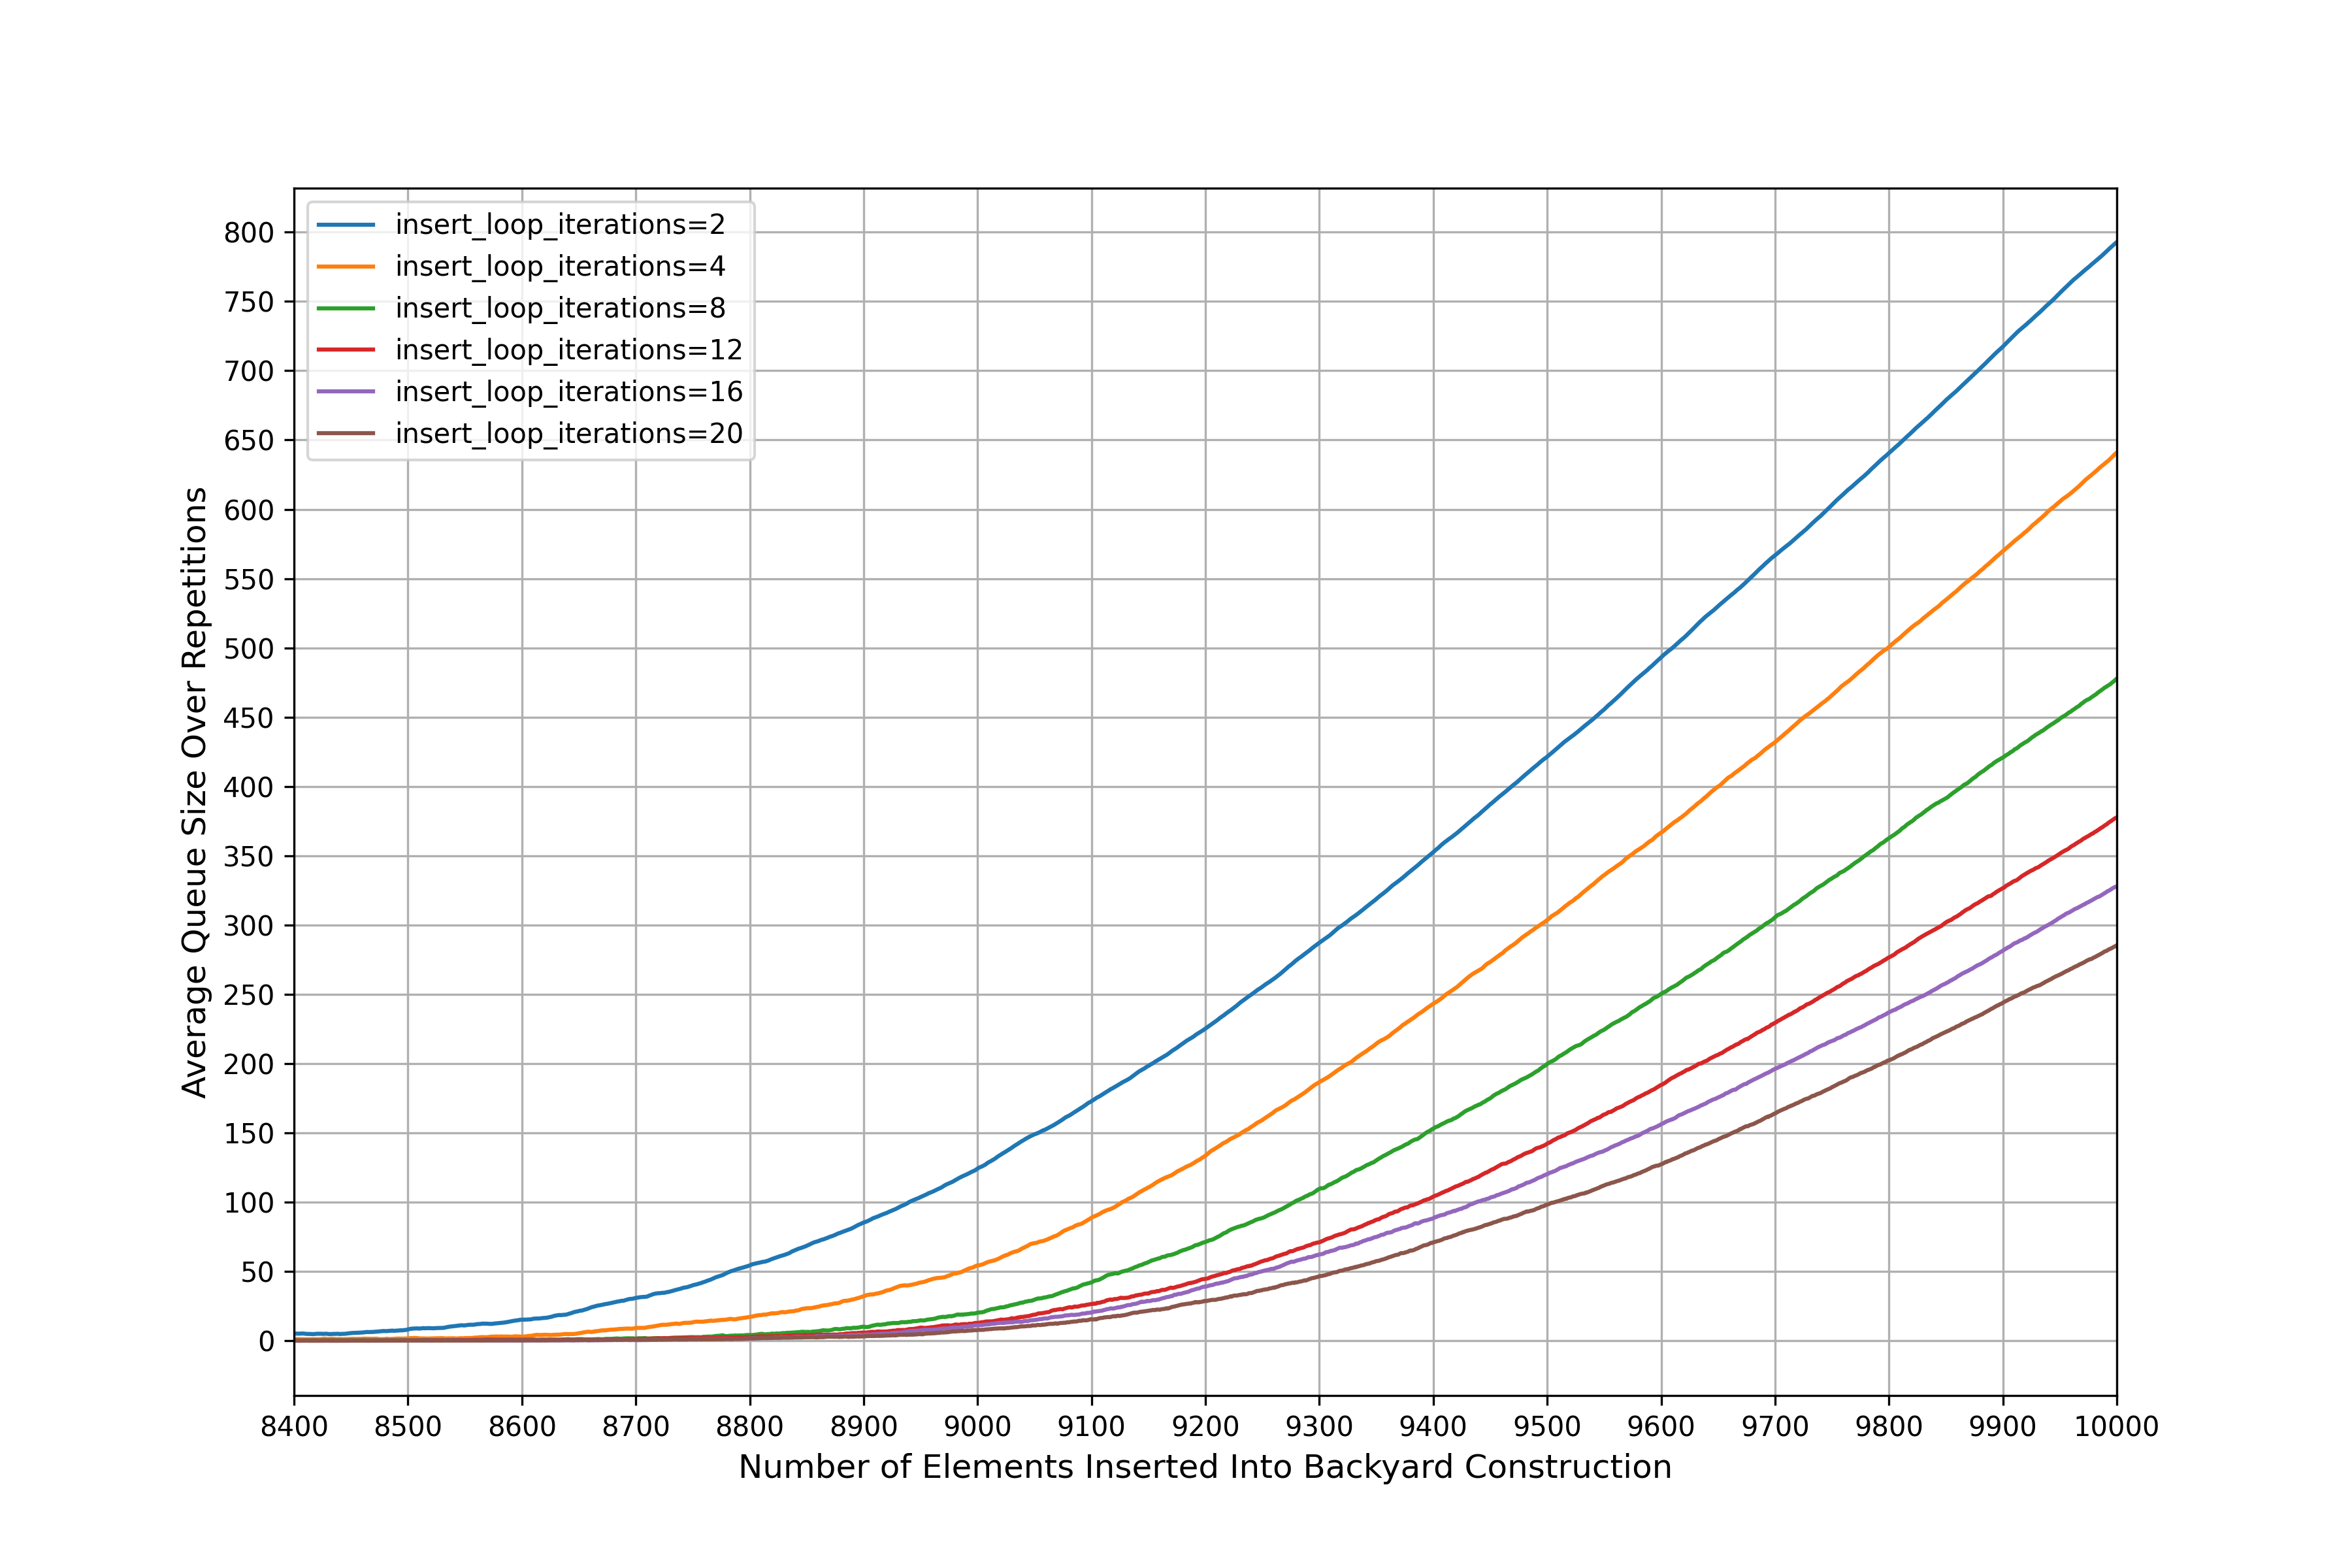 insert_loop_iterations=2
insert_loop_iterations=4
insert_loop_iterations=8
insert_loop_iterations=12
insert_loop_iterations=16
insert_loop_iterations=20
800
750
700
650
600
550
500
450
400
350
300
250
200
150
100
50
0
Average Queue Size Over Repetitions
8400 8500 8600 8700 8800 8900 9000 9100 9200 9300 9400 9500 9600 9700 9800 9900 10000
Number of Elements Inserted Into Backyard Construction